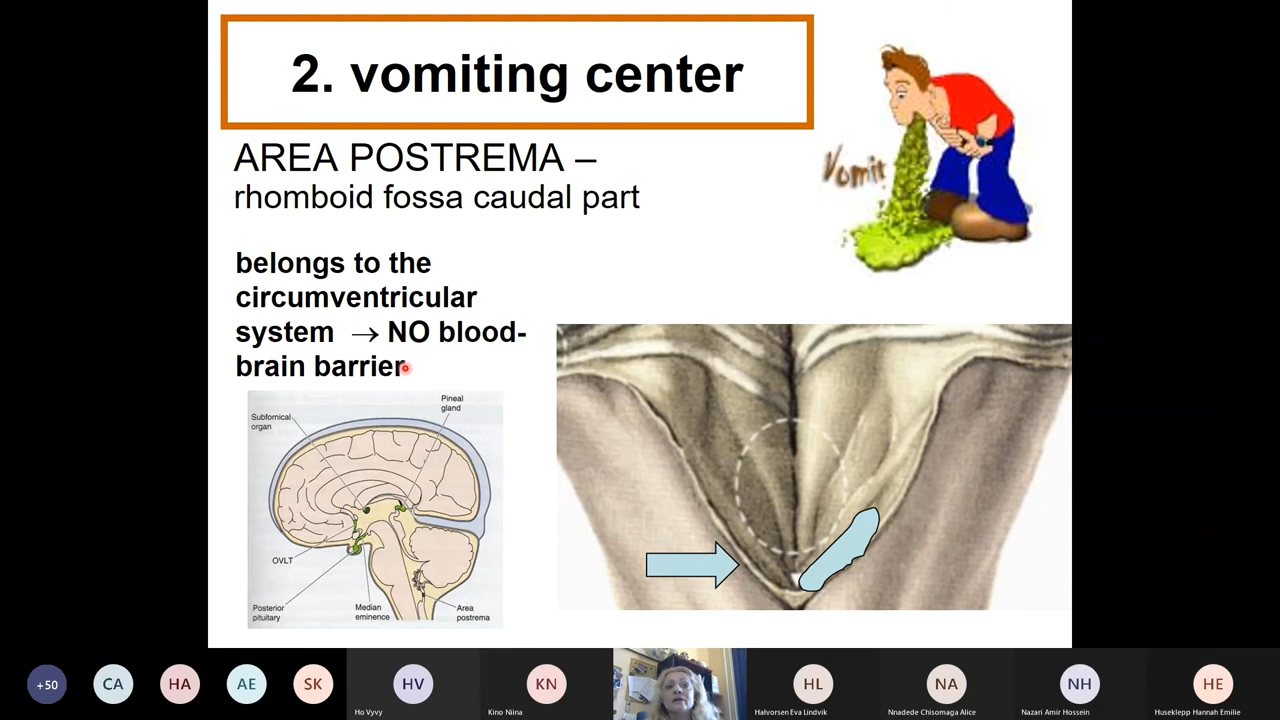 2. vomiting center
Vomit
AREA POSTREMA –
rhomboid fossa caudal part
belongs to the
circumventricular
system → NO blood-
brain barrier
Pineal
gland
Subfornical
organ
OVLT
Posterior
pituitary
Median
eminence
Area
postrema
+50
CA
HA
AE
SK
HV
Ho Vyvy
KN
Kino Niina
HL
Halvorsen Eva Lindvik
NA
Nnadede Chisomaga Alice
NH
Nazari Amir Hossein
HE
Huseklepp Hannah Emilie